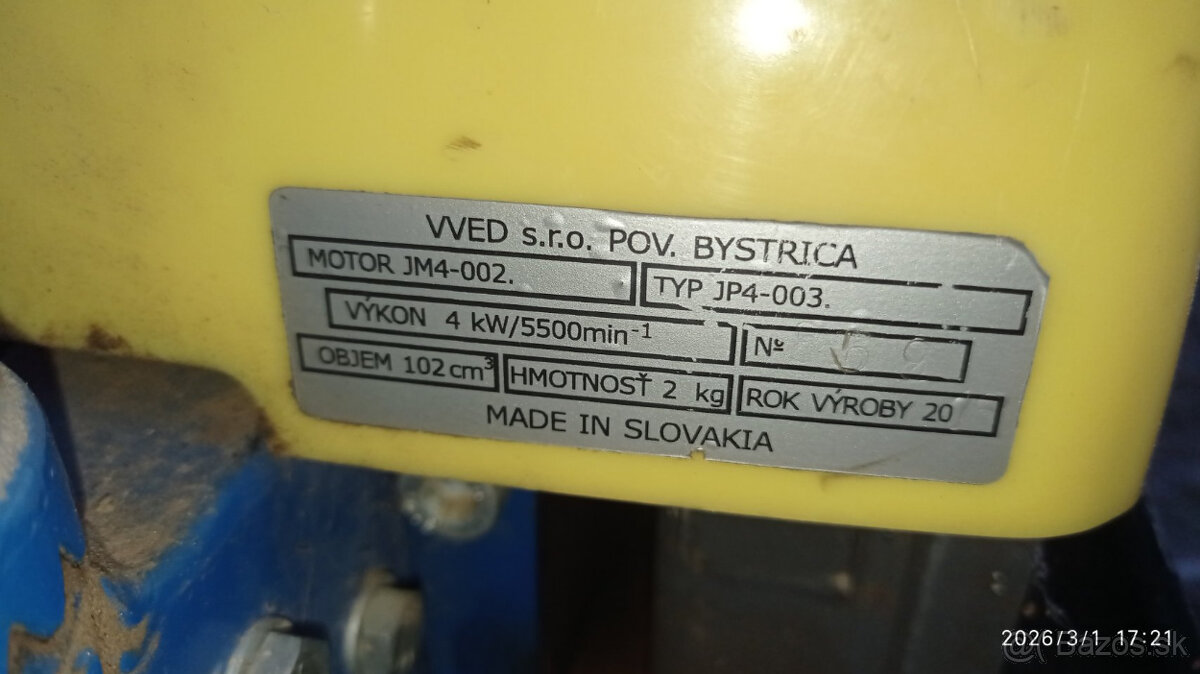 VVED s.r.o. POV. BYSTRICA
MOTOR JM4-002. TYP JP4-003.
VÝKON 4 kW/5500min⁻¹ Nº
OBJEM 102 cm³ HMOTNOSŤ 2 kg ROK VÝROBY 20
MADE IN SLOVAKIA
2026/3/1 17:21
@ Bazos.sk